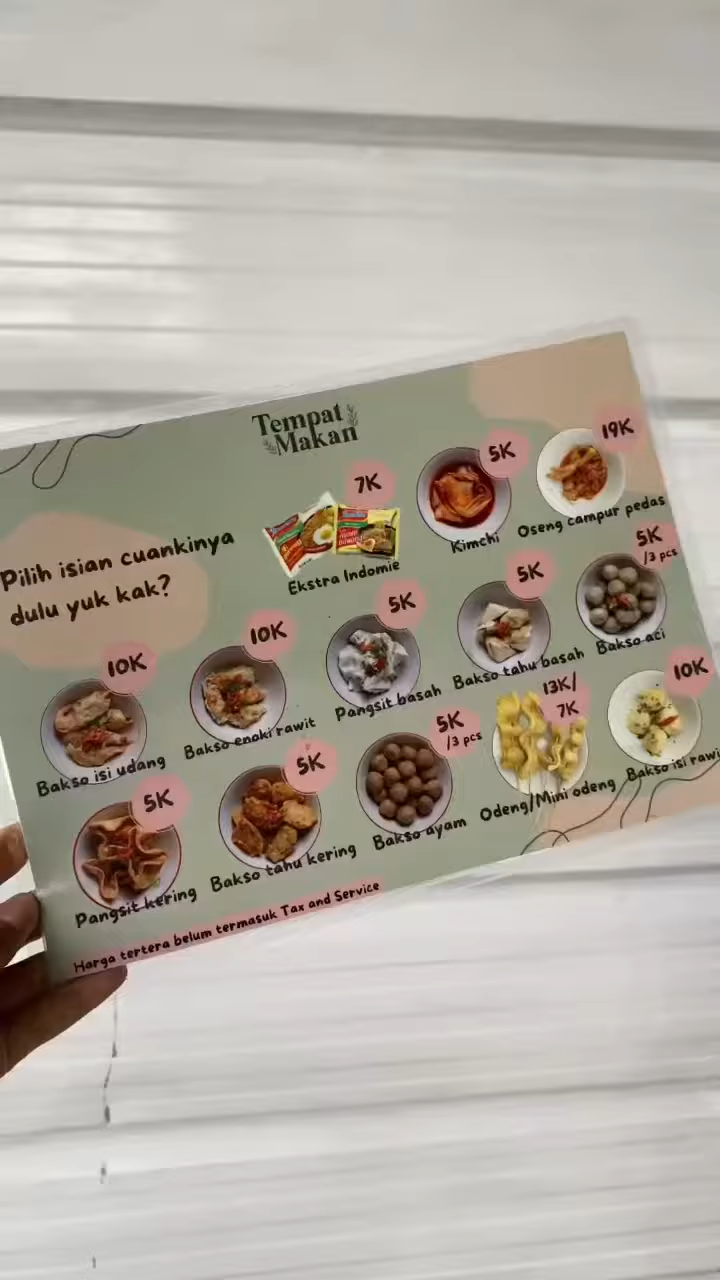 Tempat
Makan
Pilih isian cuankinya
dulu yuk kak?
7K
Ekstra Indomie
5K
Kimchi
19K
Oseng campur pedas
10K
Bakso isi udang
10K
Bakso enoki rawit
5K
Pangsit basah
5K
Bakso tahu basah
5K
/3 pcs
Bakso aci
5K
Pangsit kering
5K
Bakso tahu kering
5K
/3 pcs
Bakso ayam
13K/
7K
Odeng/Mini odeng
10K
Bakso isi rawi
Harga tertera belum termasuk Tax and Service